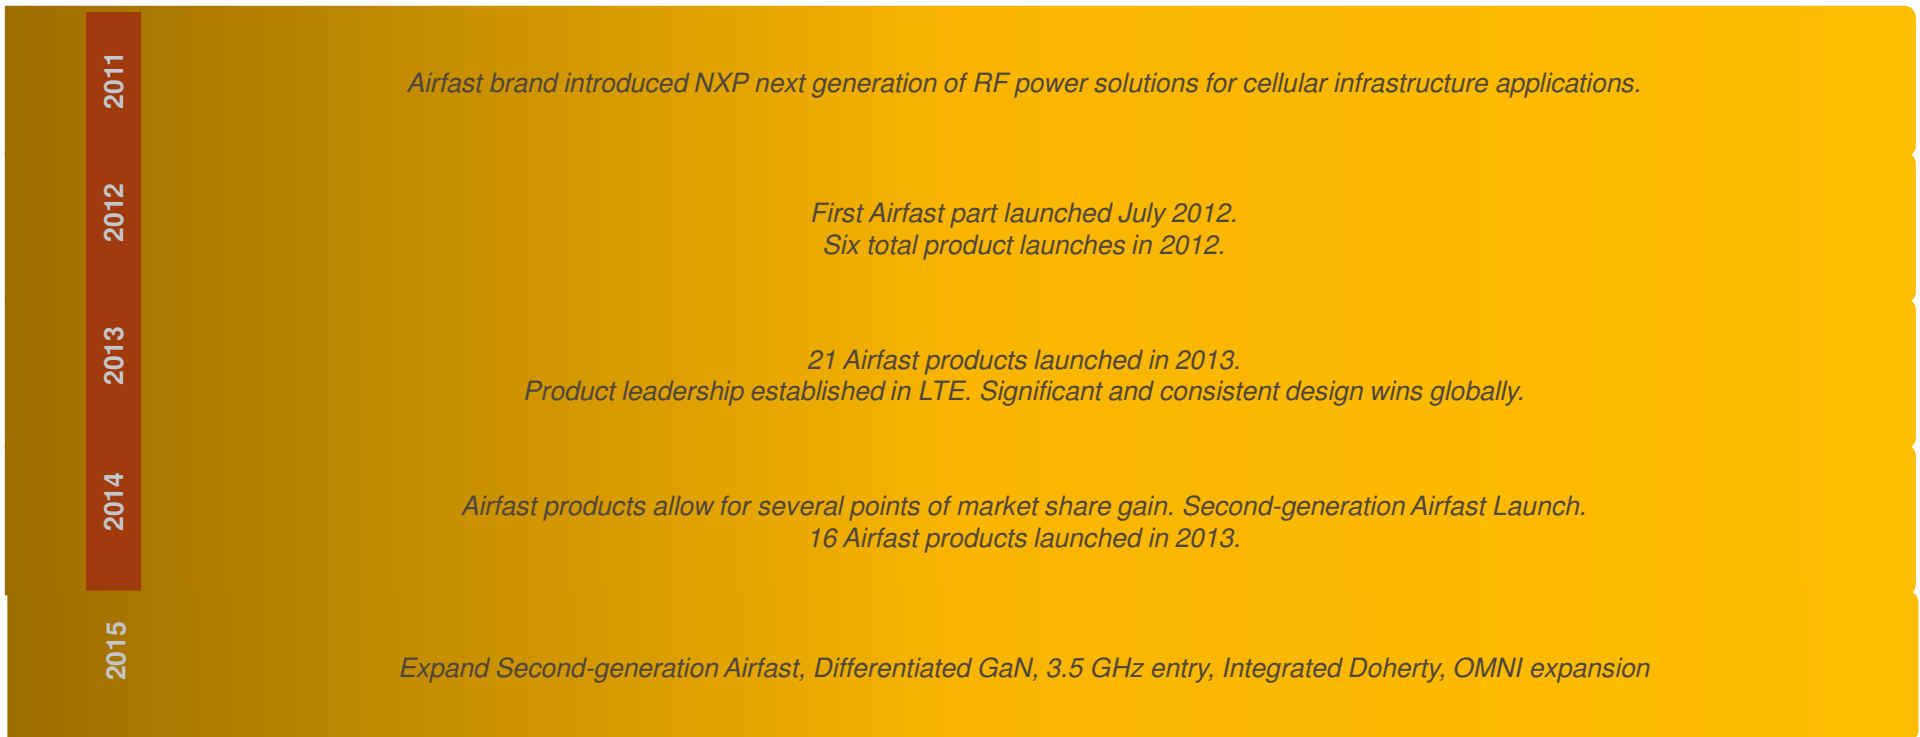 2011
Airfast brand introduced NXP next generation of RF power solutions for cellular infrastructure applications.
2012
First Airfast part launched July 2012.
Six total product launches in 2012.
2013
21 Airfast products launched in 2013.
Product leadership established in LTE. Significant and consistent design wins globally.
2014
Airfast products allow for several points of market share gain. Second-generation Airfast Launch.
16 Airfast products launched in 2013.
2015
Expand Second-generation Airfast, Differentiated GaN, 3.5 GHz entry, Integrated Doherty, OMNI expansion